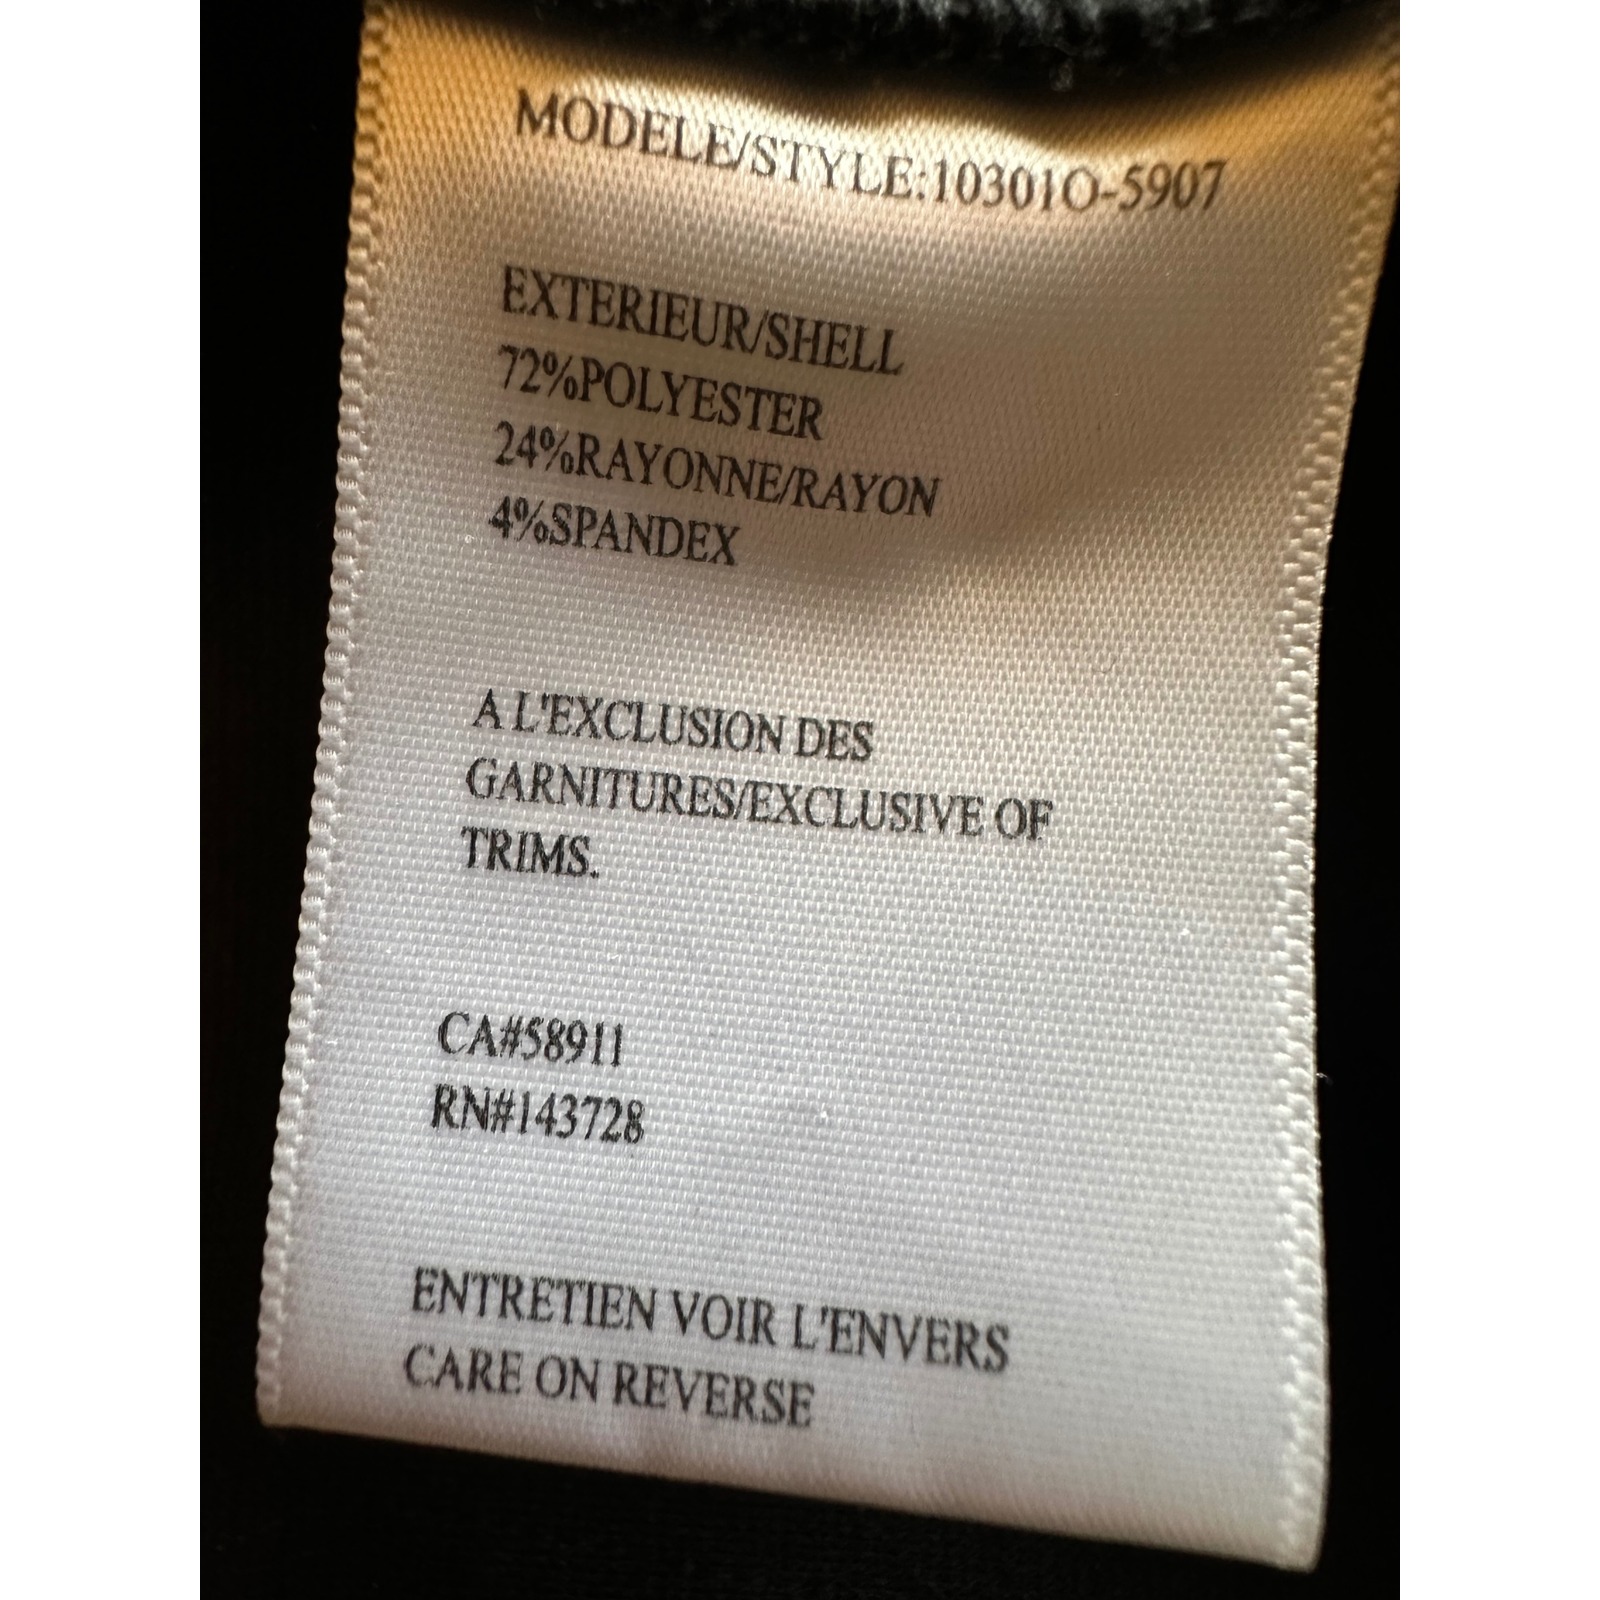 MODELE/STYLE:10301O-5907
EXTERIEUR/SHELL
72%POLYESTER
24%RAYONNE/RAYON
4%SPANDEX
A L'EXCLUSION DES
GARNITURES/EXCLUSIVE OF
TRIMS.
CA#58911
RN#143728
ENTRETIEN VOIR L'ENVERS
CARE ON REVERSE